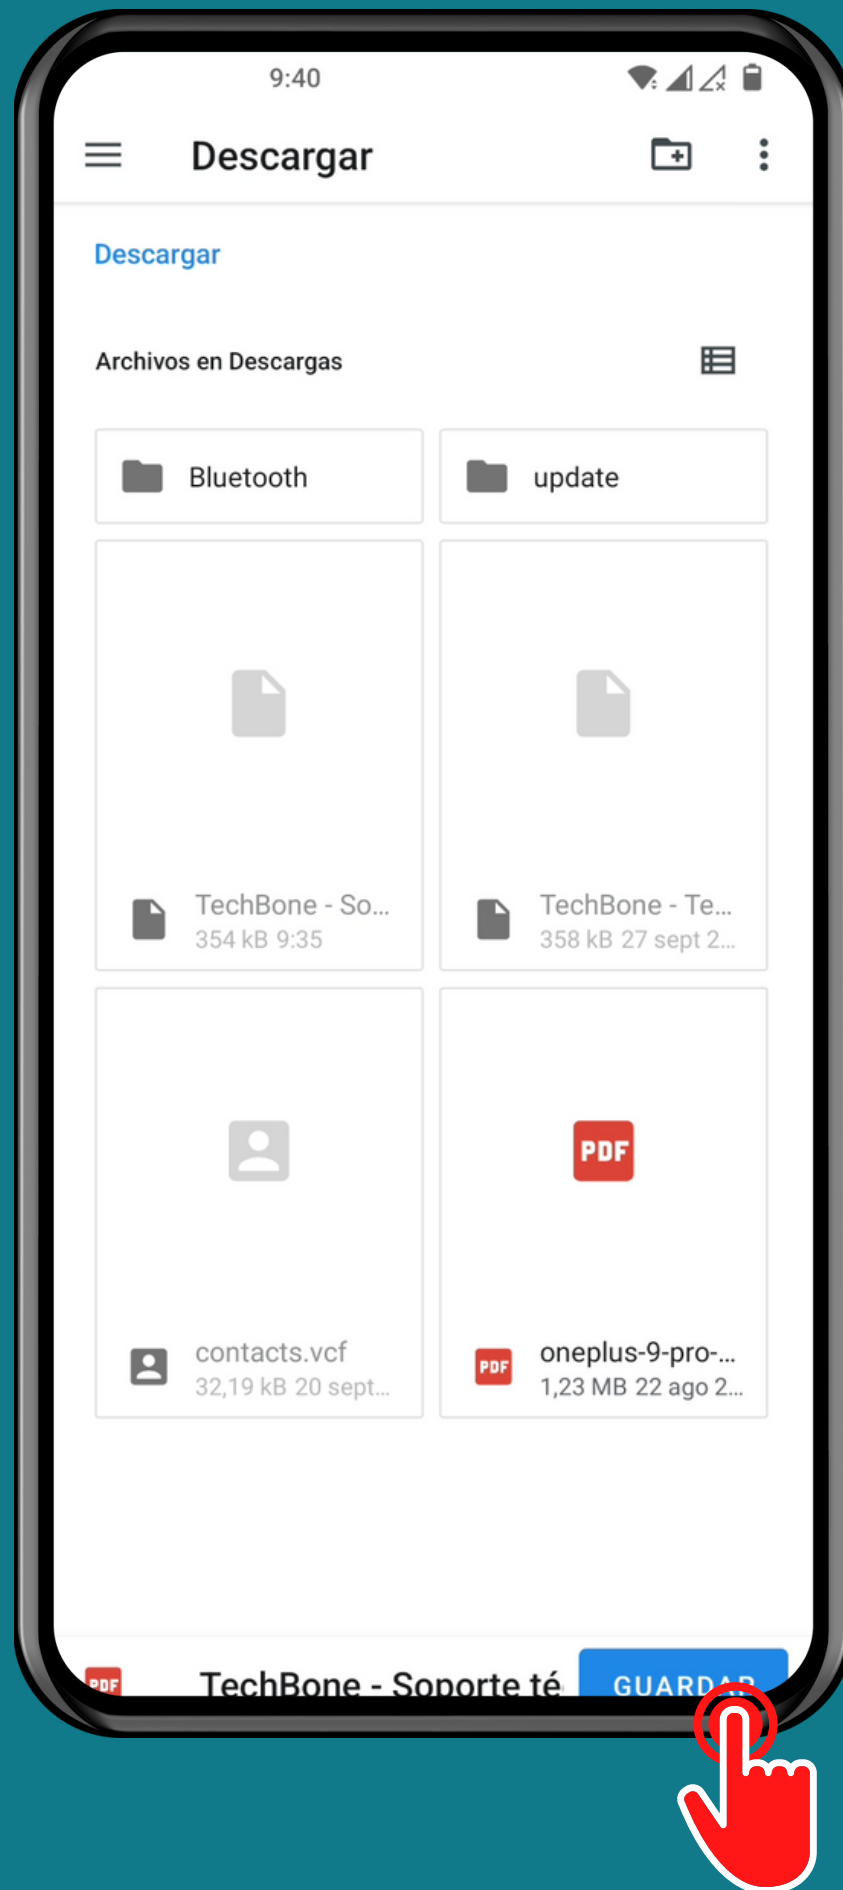 9:40
Descargar
Descargar
Archivos en Descargas
Bluetooth
update
TechBone - So...
354 kB 9:35
TechBone - Te...
358 kB 27 sept 2...
PDF
contacts.vcf
32,19 kB 20 sept...
PDF
oneplus-9-pro-...
1,23 MB 22 ago 2...
PDF
TechBone - Soporte té
GUARDAR